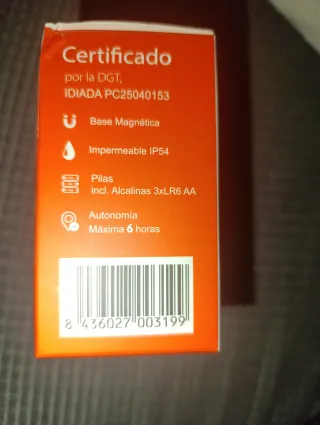 Certificado
por la DGT,
IDIADA PC25040153
Base Magnética
Impermeable IP54
Pilas
incl. Alcalinas 3xLR6 AA
Autonomía
Máxima 6 horas
8 436027 003199